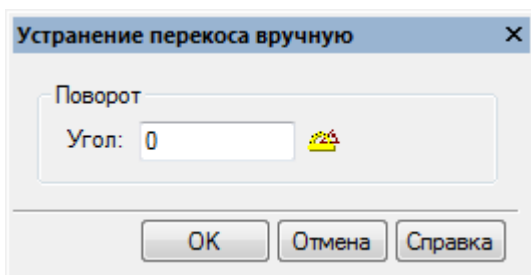 Устранение перекоса вручную
Поворот
Угол: 0
OK Отмена Справка